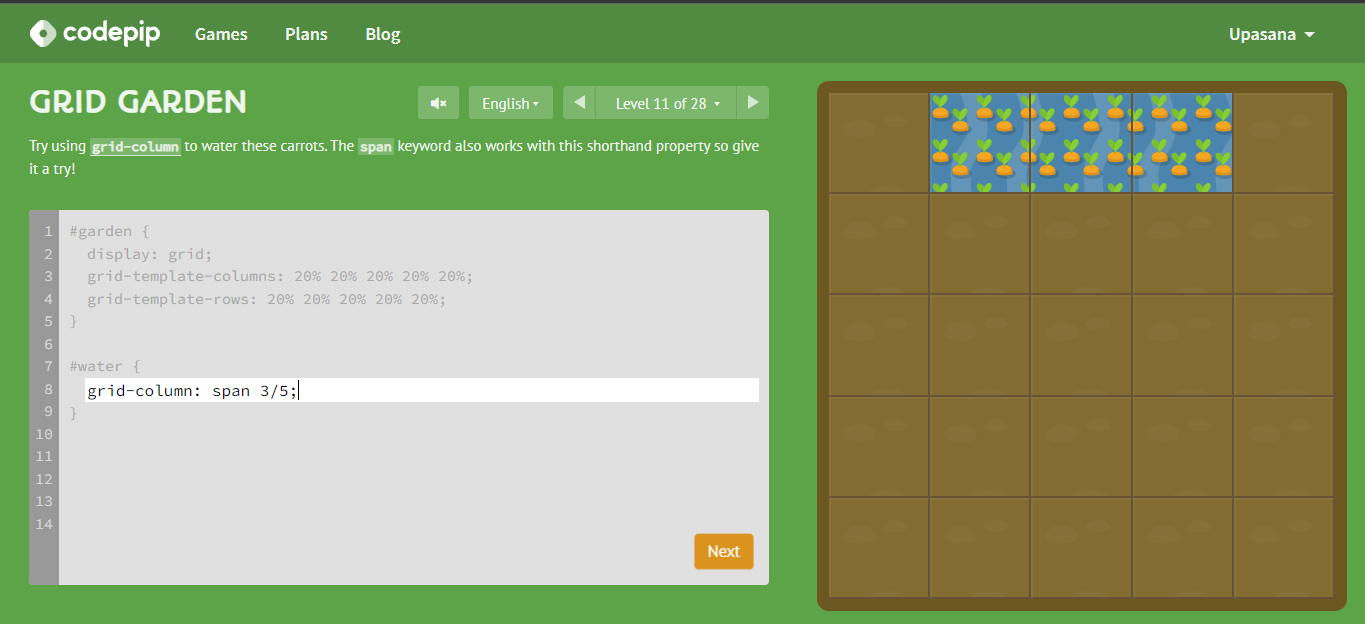 codepip Games Plans Blog Upasana
GRID GARDEN
English
Level 11 of 28
Try using grid-column to water these carrots. The span keyword also works with this shorthand property so give
it a try!
1 #garden {
2 display: grid;
3 grid-template-columns: 20% 20% 20% 20% 20%;
4 grid-template-rows: 20% 20% 20% 20% 20%;
5 }
6
7 #water {
8 grid-column: span 3/5;
9 }
10
11
12
13
14
Next